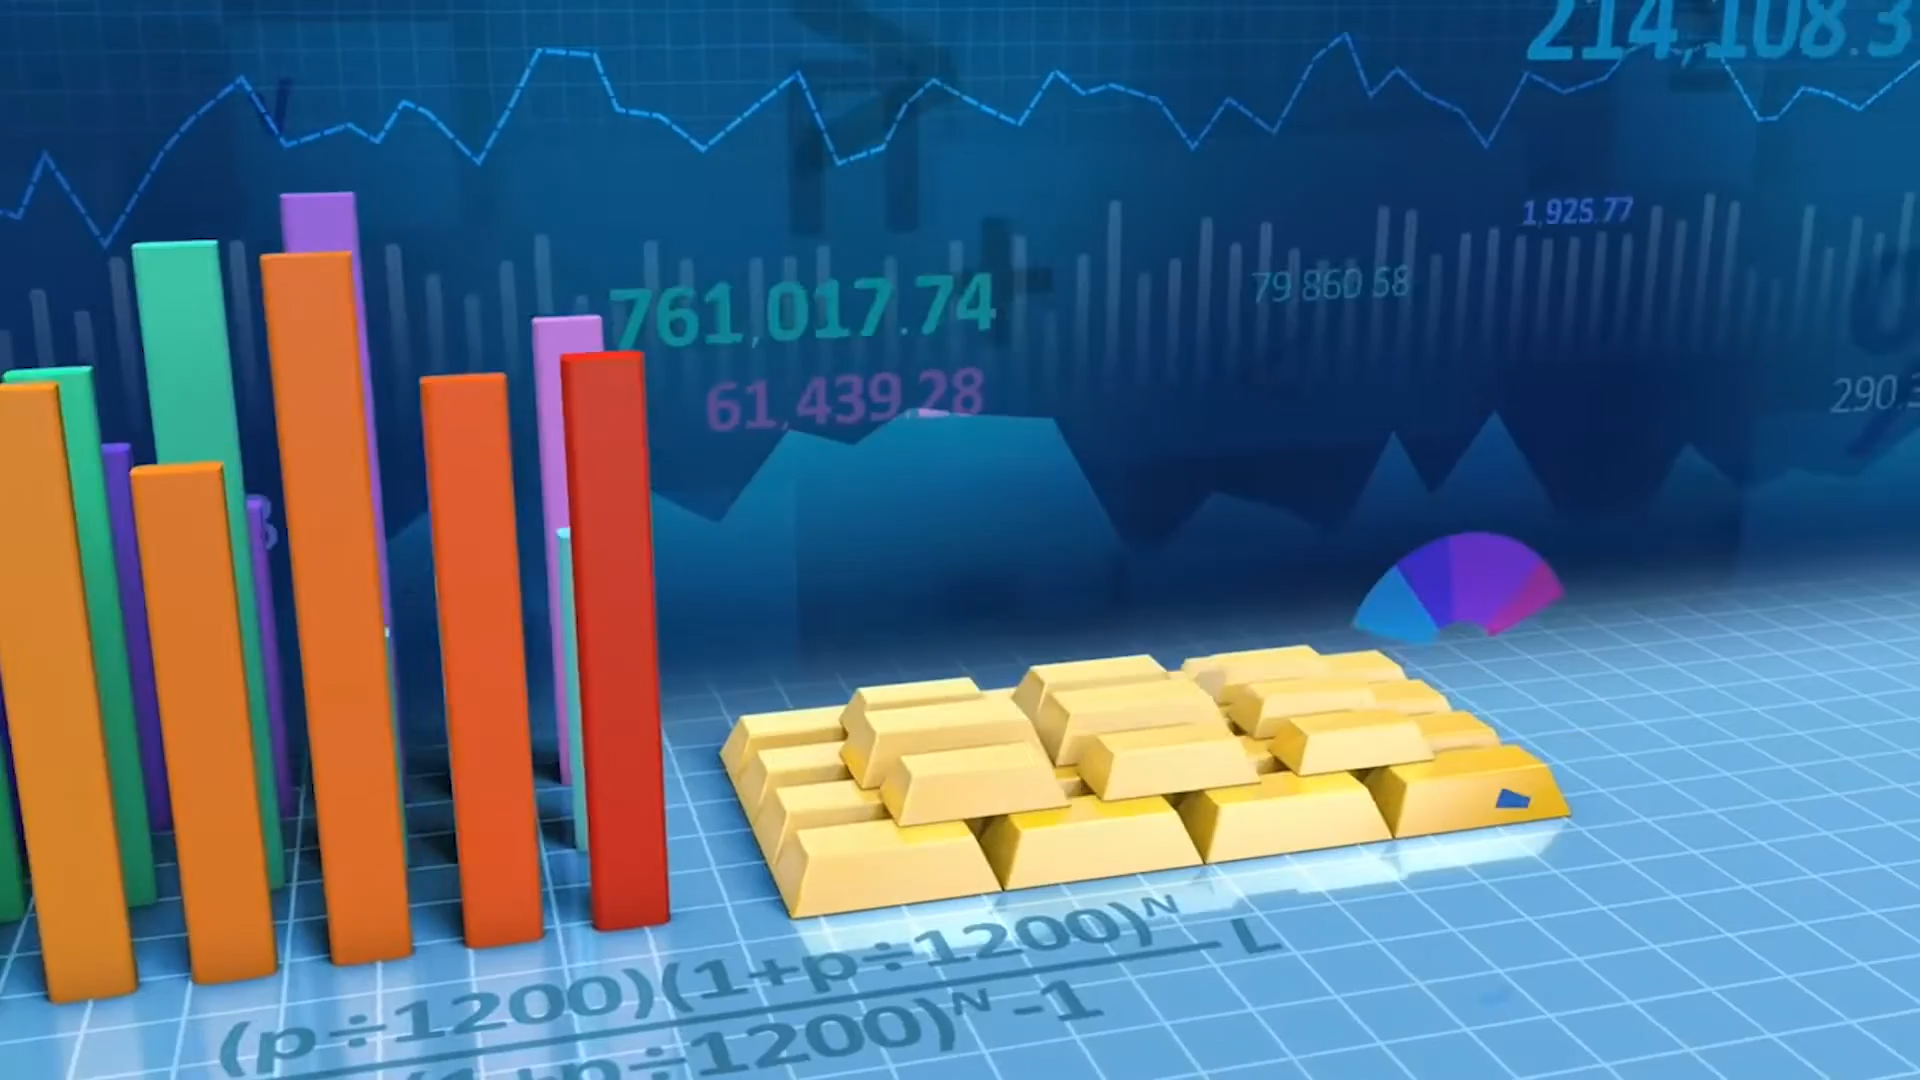 214,108.3
1,925.77
761,017.74
79 860 58
290.3
61,439.28
(p÷1200)(1+p÷1200)ᴺ L
(1+p÷1200)ᴺ -1